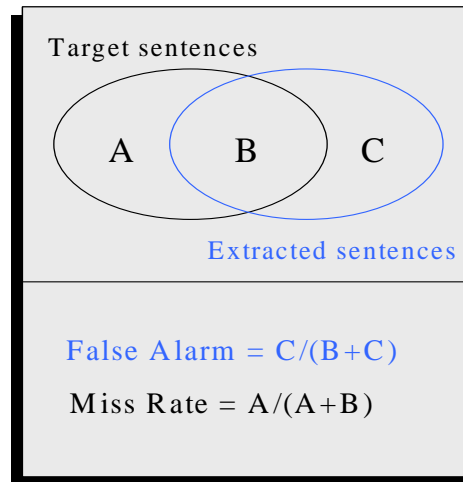 Target sentences
A B C
Extracted sentences
False Alarm = C/(B+C)
Miss Rate = A/(A+B)